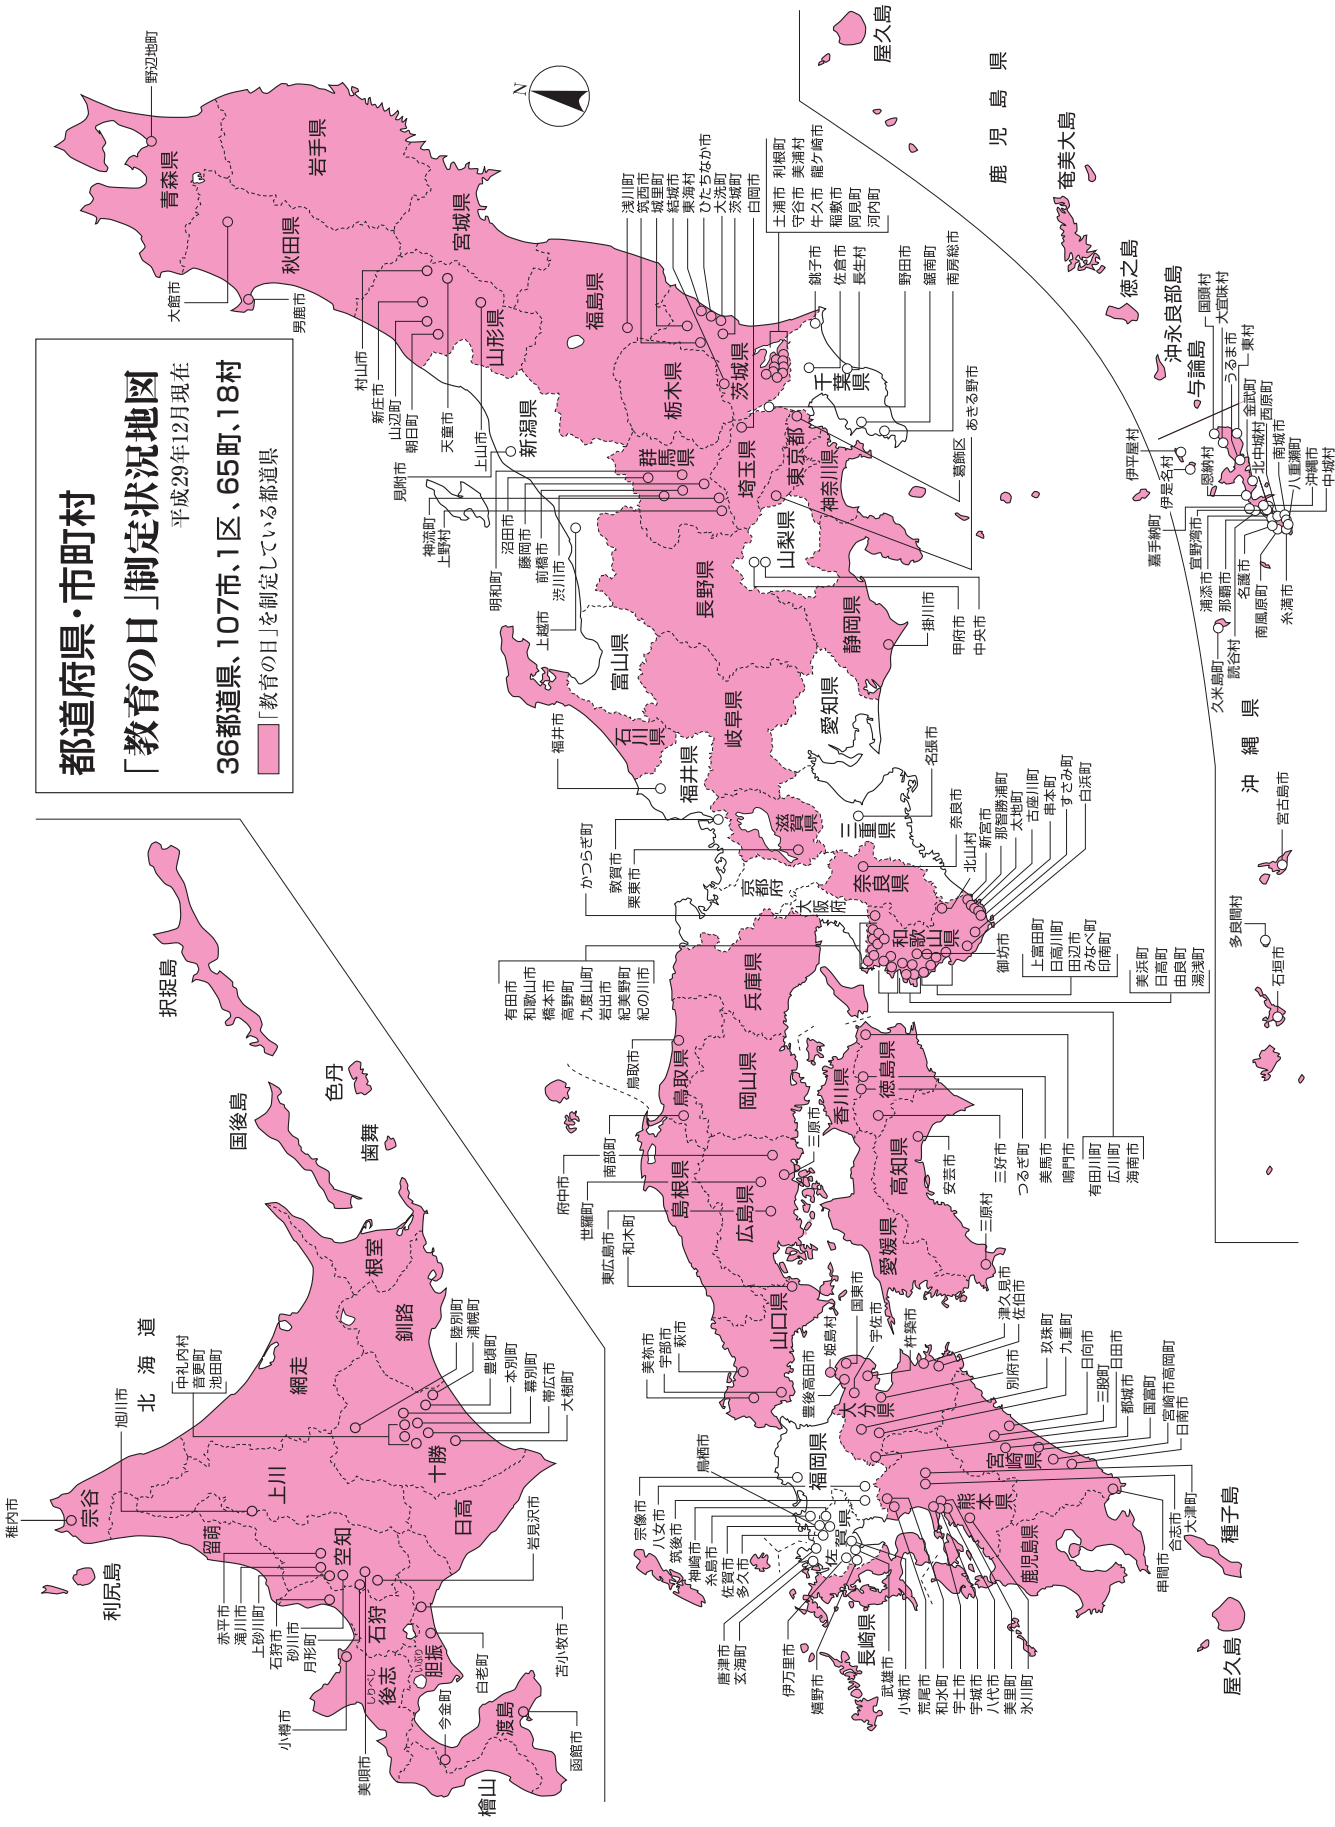 都道府県・市町村
「教育の日」制定状況地図
平成29年12月現在
36都道県、107市、1区、65町、18村
「教育の日」を制定している都道県
N
北海道
稚内市
宗谷
利尻島
旭川市
中札内村
音更町
池田町
上川
留萌
網走
根室
釧路
十勝
日高
空知
石狩
後志
しりべし
胆振
いぶり
渡島
檜山
陸別町
浦幌町
豊頃町
本別町
幕別町
帯広市
大樹町
赤平市
滝川市
上砂川町
石狩市
砂川市
月形町
小樽市
美唄市
今金町
白老町
苫小牧市
岩見沢市
函館市
択捉島
国後島
色丹
歯舞
青森県
野辺地町
岩手県
秋田県
大館市
男鹿市
宮城県
山形県
村山市
新庄市
山辺町
朝日町
天童市
上山市
福島県
浅川町
筑西市
城里町
結城市
東海村
ひたちなか市
大洗町
茨城町
白岡市
土浦市 利根町
守谷市 美浦村
牛久市 龍ケ崎市
稲敷市
阿見町
河内町
銚子市
佐倉市
長生村
野田市
鋸南町
南房総市
あきる野市
葛飾区
新潟県
見附市
上越市
栃木県
茨城県
千葉県
群馬県
埼玉県
東京都
神奈川県
山梨県
長野県
静岡県
神流町
上野村
明和町
沼田市
藤岡市
前橋市
渋川市
掛川市
甲府市
中央市
富山県
石川県
福井県
福井市
岐阜県
愛知県
滋賀県
三重県
名張市
かつらぎ町
敦賀市
栗東市
京都府
大阪府
奈良県
和歌山県
奈良市
北山村
新宮市
那智勝浦町
太地町
古座川町
串本町
すさみ町
白浜町
御坊市
上富田町
日高川町
田辺市
みなべ町
印南町
美浜町
日高町
由良町
湯浅町
有田市
和歌山市
橋本市
高野町
九度山町
岩出市
紀美野町
紀の川市
有田川町
広川町
海南市
兵庫県
鳥取県
鳥取市
南部町
岡山県
島根県
広島県
府中市
世羅町
東広島市
和木町
三原市
山口県
美祢市
宇部市
萩市
香川県
徳島県
高知県
愛媛県
三好市
つるぎ町
美馬市
鳴門市
安芸市
三原村
福岡県
佐賀県
長崎県
大分県
熊本県
宮崎県
鹿児島県
姫島村
国東市
豊後高田市
宇佐市
杵築市
津久見市
佐伯市
別府市
玖珠町
九重町
日向市
日田市
三股町
都城市
国富町
宮崎市高岡町
日南市
大津町
合志市
串間市
鳥栖市
宗像市
八女市
筑後市
神崎市
糸島市
佐賀市
多久市
唐津市
玄海町
伊万里市
嬉野市
武雄市
小城市
荒尾市
和水町
宇土市
宇城市
八代市
美里町
氷川町
種子島
屋久島
鹿児島県
屋久島
奄美大島
徳之島
沖永良部島
与論島
沖縄県
国頭村
大宜味村
うるま市
東村
金武町
北中城村
西原町
南城市
八重瀬町
沖縄市
中城村
伊平屋村
伊是名村
恩納村
嘉手納町
宜野湾市
浦添市
那覇市
名護市
南風原町
糸満市
久米島町
読谷村
宮古島市
多良間村
石垣市